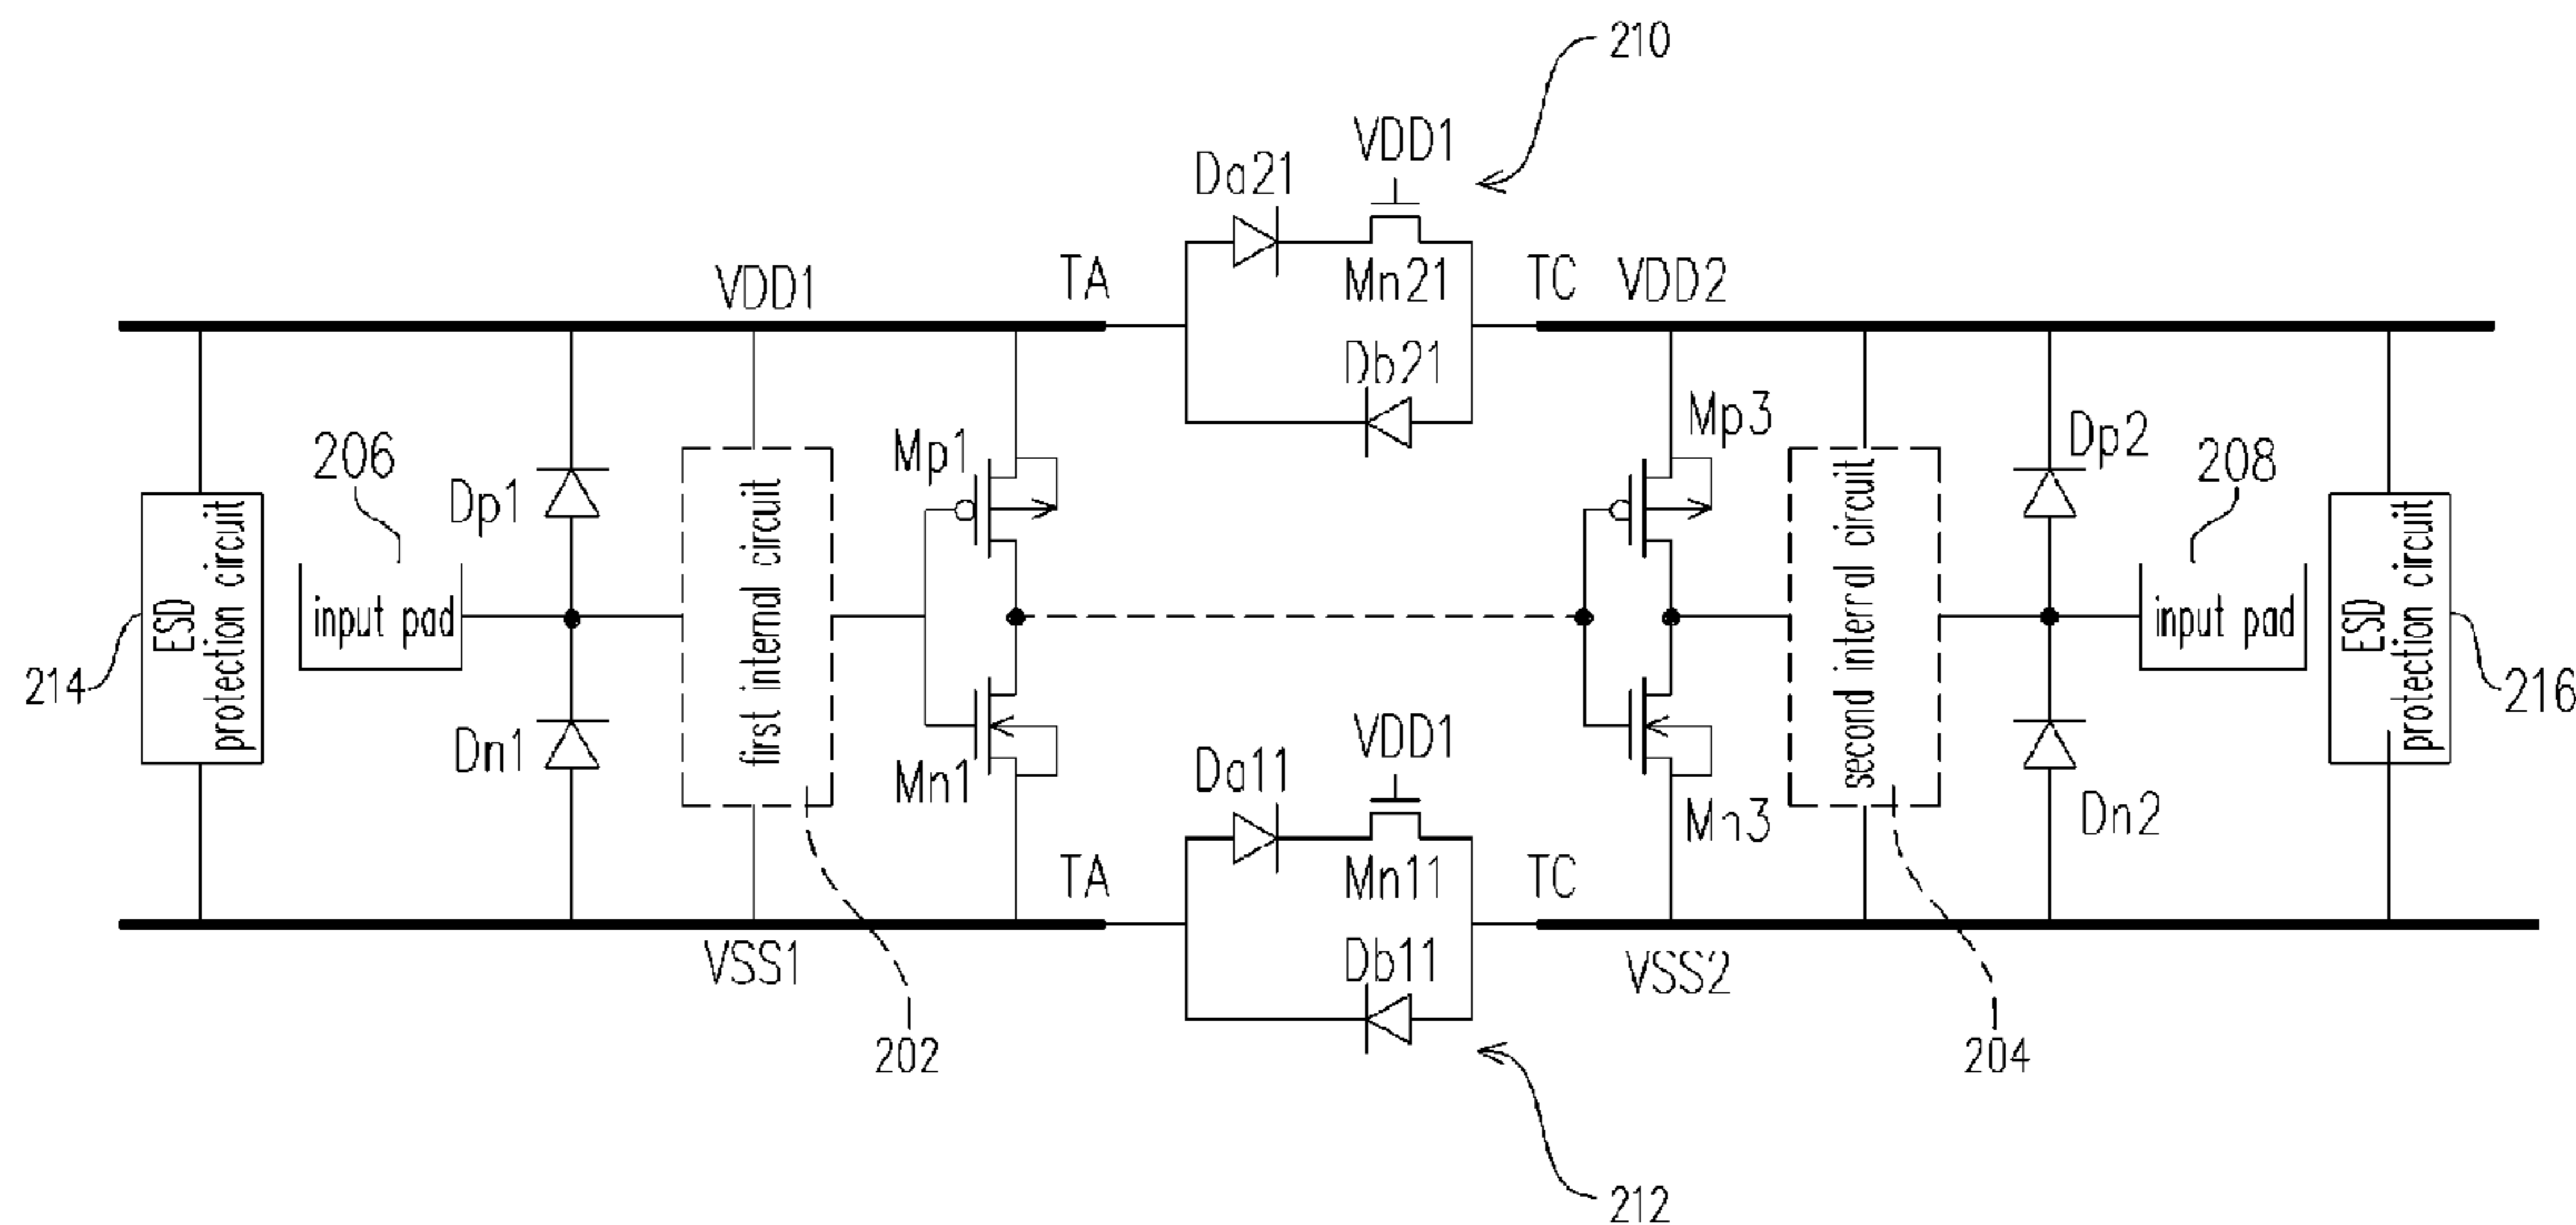 210
VDD1
Da21
Mn21
TA
TC
VDD1
VDD2
Db21
206
Mp1
Mp3
Dp2
208
Dp1
input pad
ESD
protection circuit
first internal circuit
second interral circuit
input pad
ESD
protection circuit
214
216
Dn1
Mn1
VDD1
Da11
Mn11
Mn3
Dn2
TA
TC
VSS1
VSS2
Db11
202
204
212